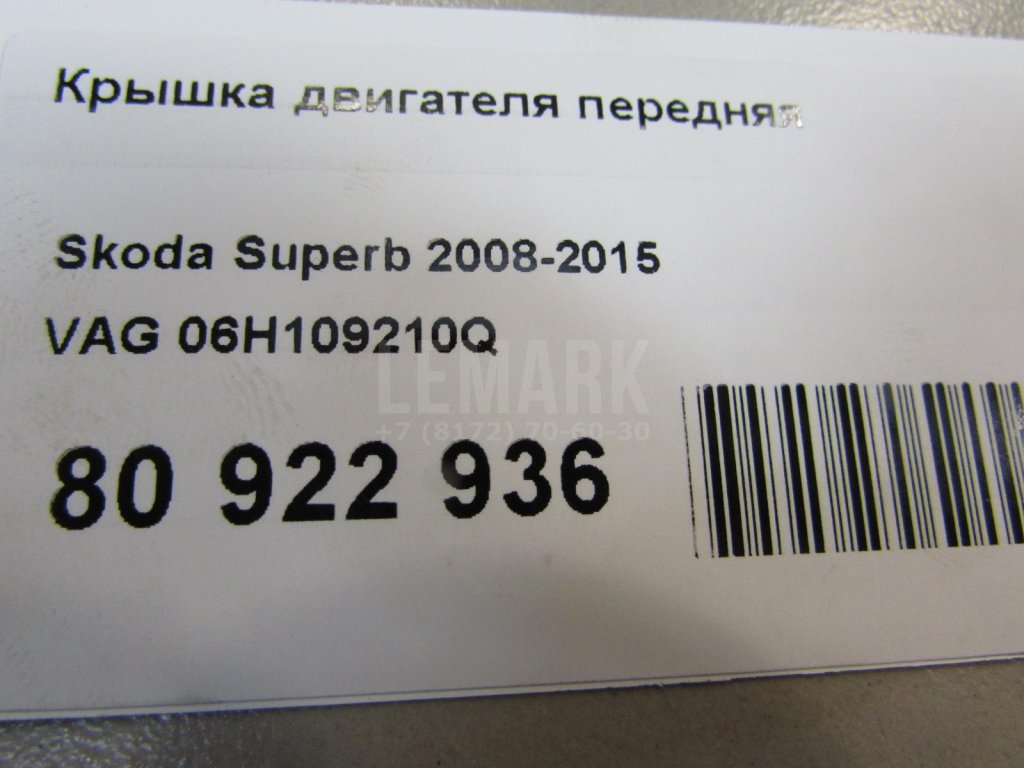 Крышка двигателя передняя
Skoda Superb 2008-2015
VAG 06H109210Q
LEMARK
+7 (8172) 70-60-30
80 922 936